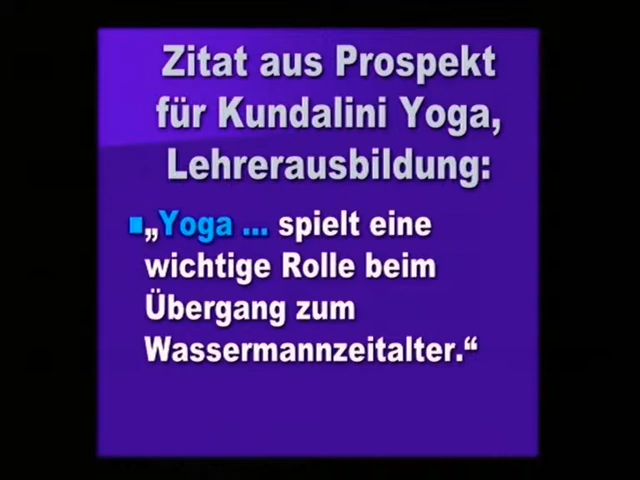 Zitat aus Prospekt
für Kundalini Yoga,
Lehrerausbildung:
„Yoga ... spielt eine
wichtige Rolle beim
Übergang zum
Wassermannzeitalter.“